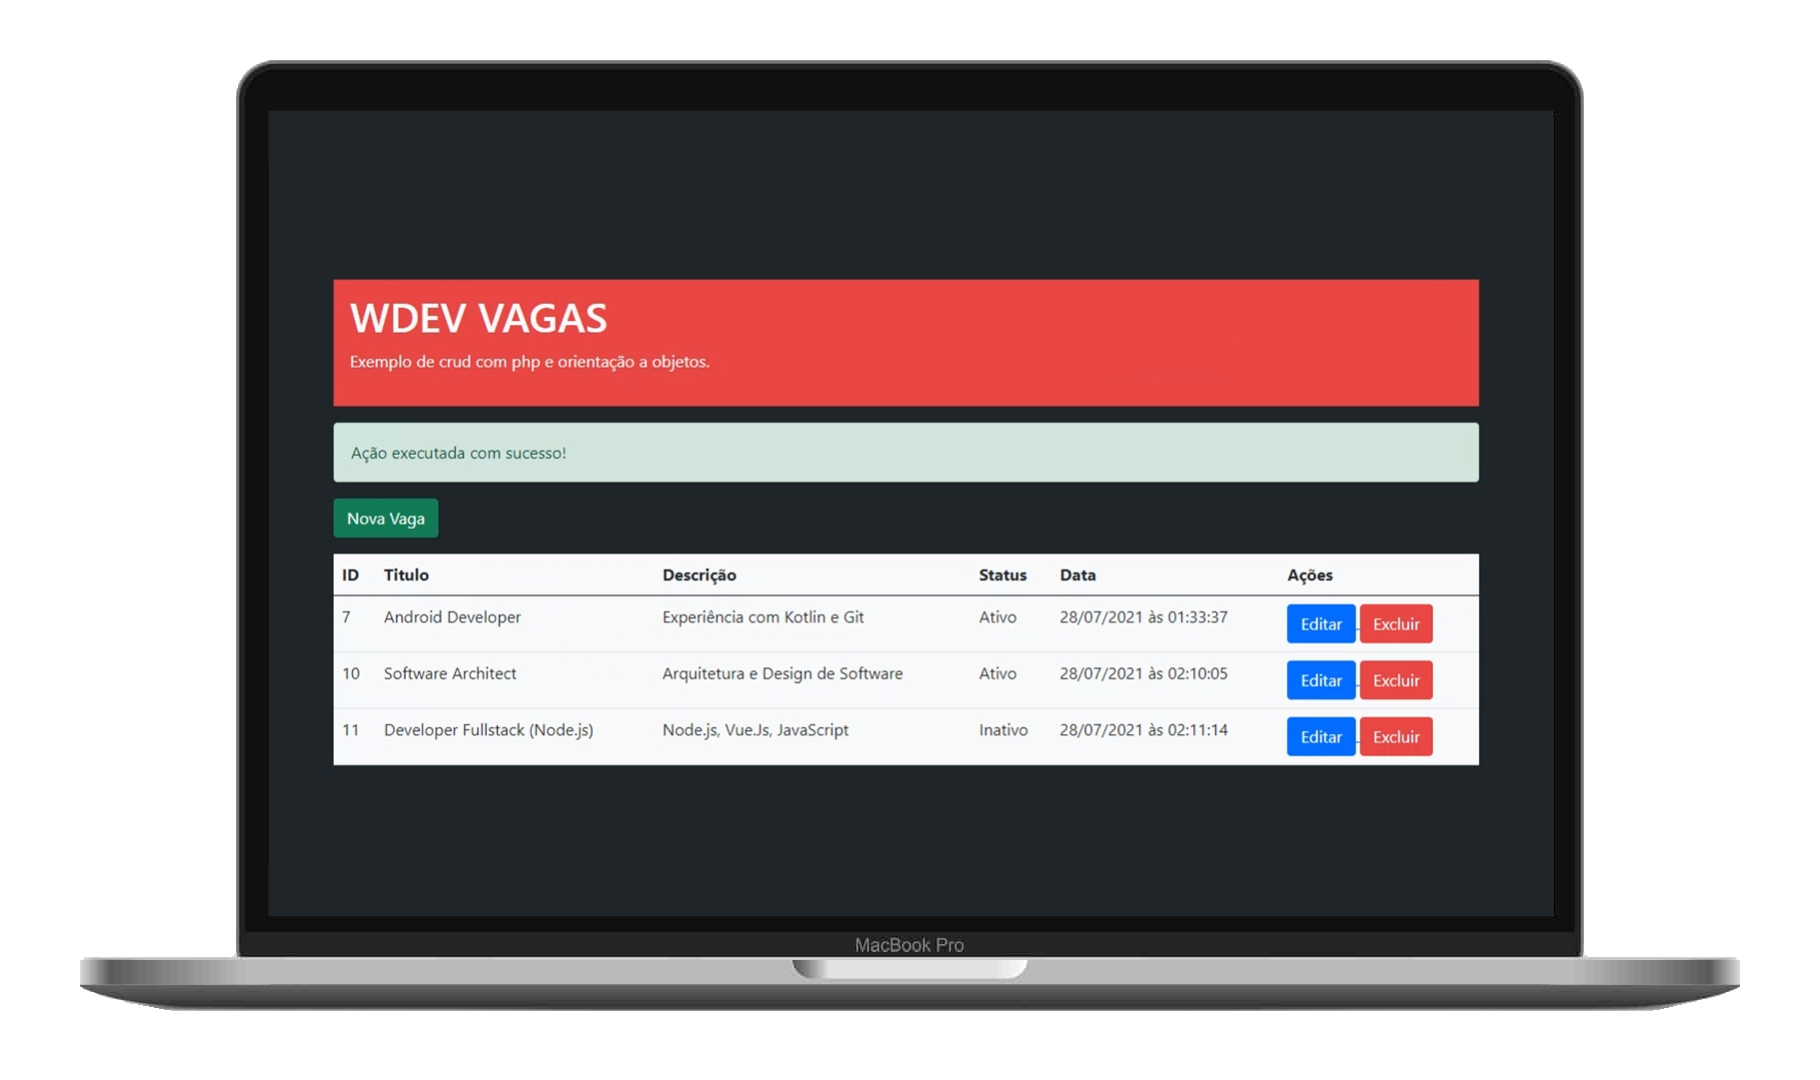 WDEV VAGAS
Exemplo de crud com php e orientação a objetos.
Ação executada com sucesso!
Nova Vaga
ID Titulo Descrição Status Data Ações
7 Android Developer Experiência com Kotlin e Git Ativo 28/07/2021 às 01:33:37 Editar Excluir
10 Software Architect Arquitetura e Design de Software Ativo 28/07/2021 às 02:10:05 Editar Excluir
11 Developer Fullstack (Node.js) Node.js, Vue.Js, JavaScript Inativo 28/07/2021 às 02:11:14 Editar Excluir
MacBook Pro